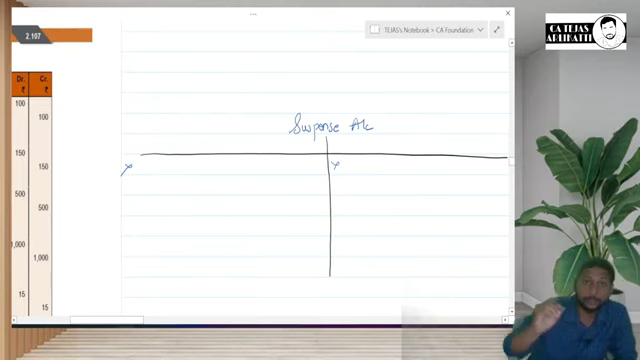 2.107
TEJAS's Notebook > CA Foundation
CA TEJAS
ARUKATTI
Dr.
₹
Cr.
₹
100
100
Suspense A/c
150
150
500
500
1,000
1,000
15
15